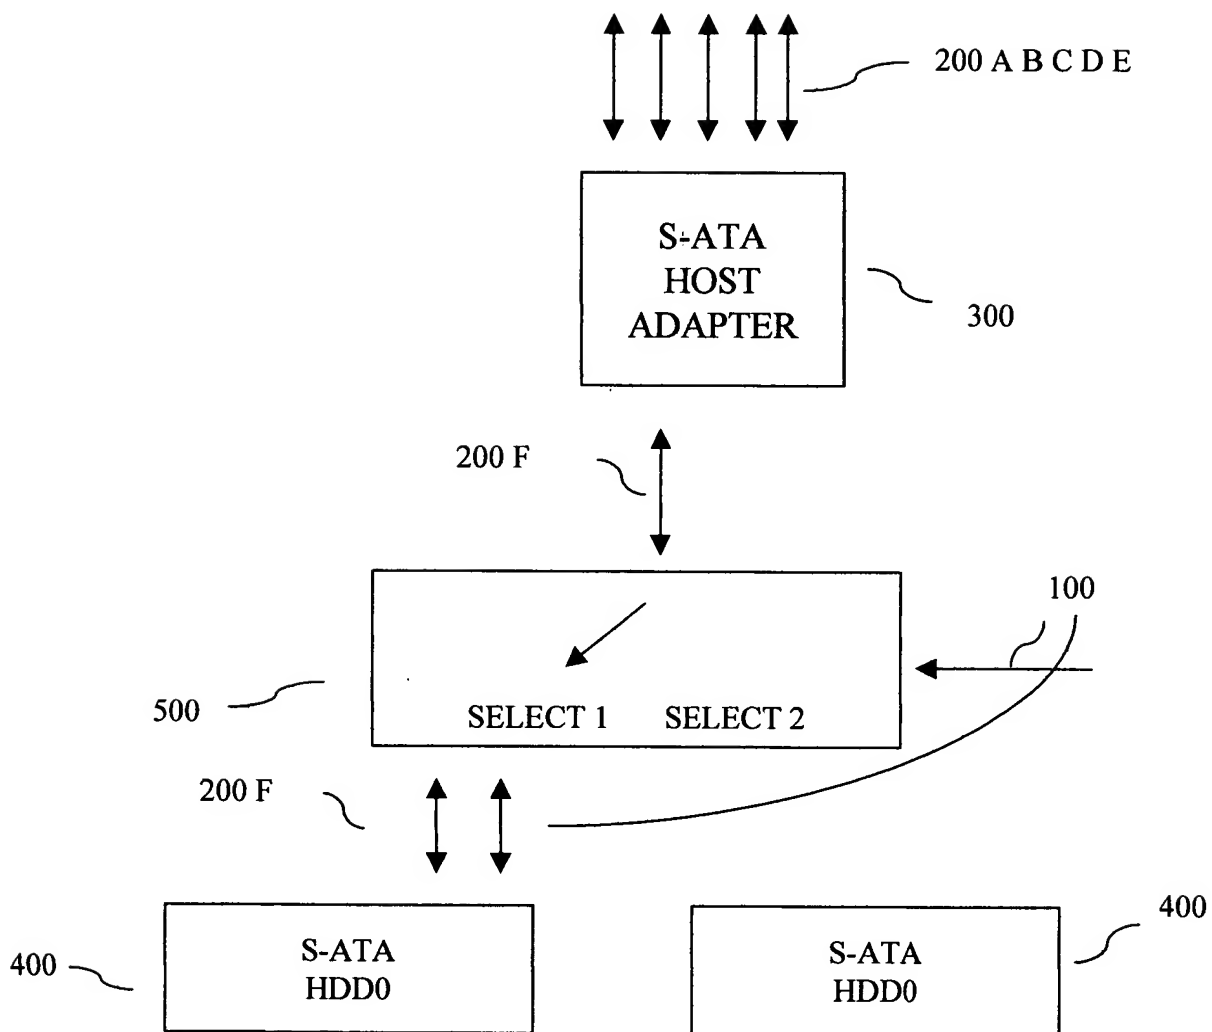 200 A B C D E
S-ATA
HOST
ADAPTER
300
200 F
100
500
SELECT 1 SELECT 2
200 F
400
S-ATA
HDD0
S-ATA
HDD0
400